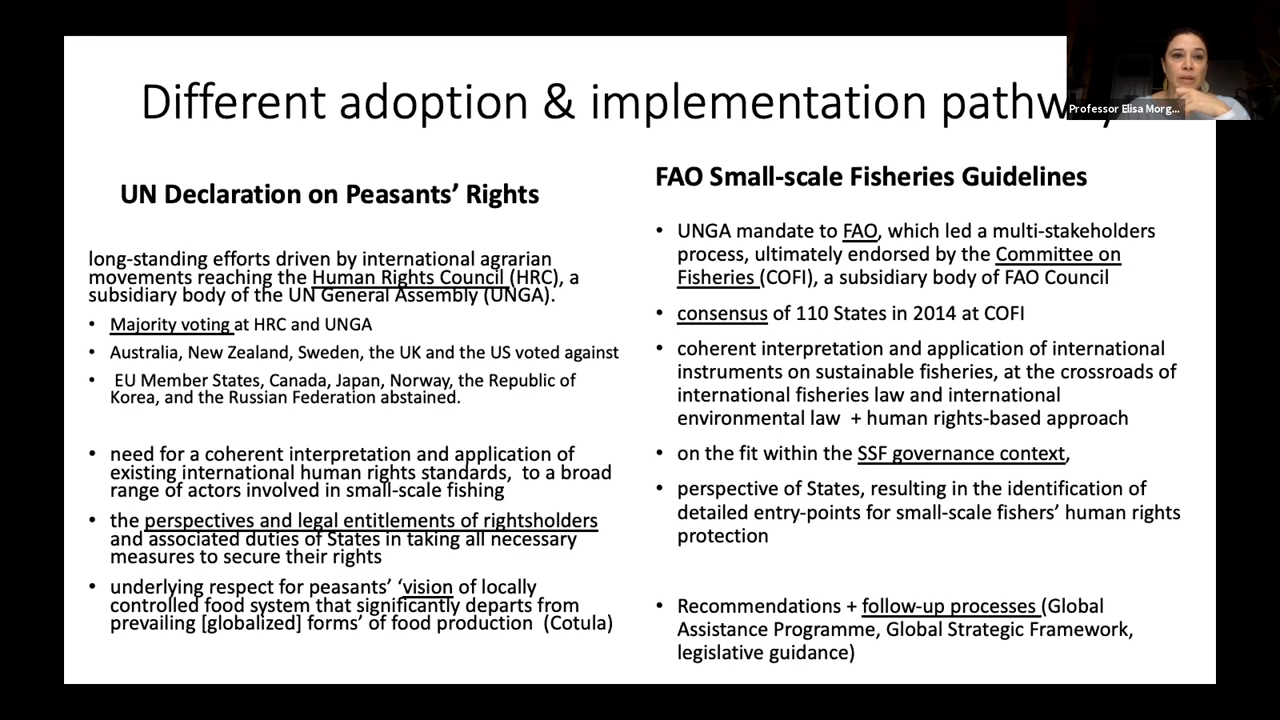 Different adoption & implementation pathw
Professor Elisa Morg...
UN Declaration on Peasants' Rights
long-standing efforts driven by international agrarian
movements reaching the Human Rights Council (HRC), a
subsidiary body of the UN General Assembly (UNGA).
• Majority voting at HRC and UNGA
• Australia, New Zealand, Sweden, the UK and the US voted against
• EU Member States, Canada, Japan, Norway, the Republic of
Korea, and the Russian Federation abstained.
• need for a coherent interpretation and application of
existing international human rights standards, to a broad
range of actors involved in small-scale fishing
• the perspectives and legal entitlements of rightsholders
and associated duties of States in taking all necessary
measures to secure their rights
• underlying respect for peasants' 'vision of locally
controlled food system that significantly departs from
prevailing [globalized] forms' of food production (Cotula)
FAO Small-scale Fisheries Guidelines
• UNGA mandate to FAO, which led a multi-stakeholders
process, ultimately endorsed by the Committee on
Fisheries (COFI), a subsidiary body of FAO Council
• consensus of 110 States in 2014 at COFI
• coherent interpretation and application of international
instruments on sustainable fisheries, at the crossroads of
international fisheries law and international
environmental law + human rights-based approach
• on the fit within the SSF governance context,
• perspective of States, resulting in the identification of
detailed entry-points for small-scale fishers' human rights
protection
• Recommendations + follow-up processes (Global
Assistance Programme, Global Strategic Framework,
legislative guidance)